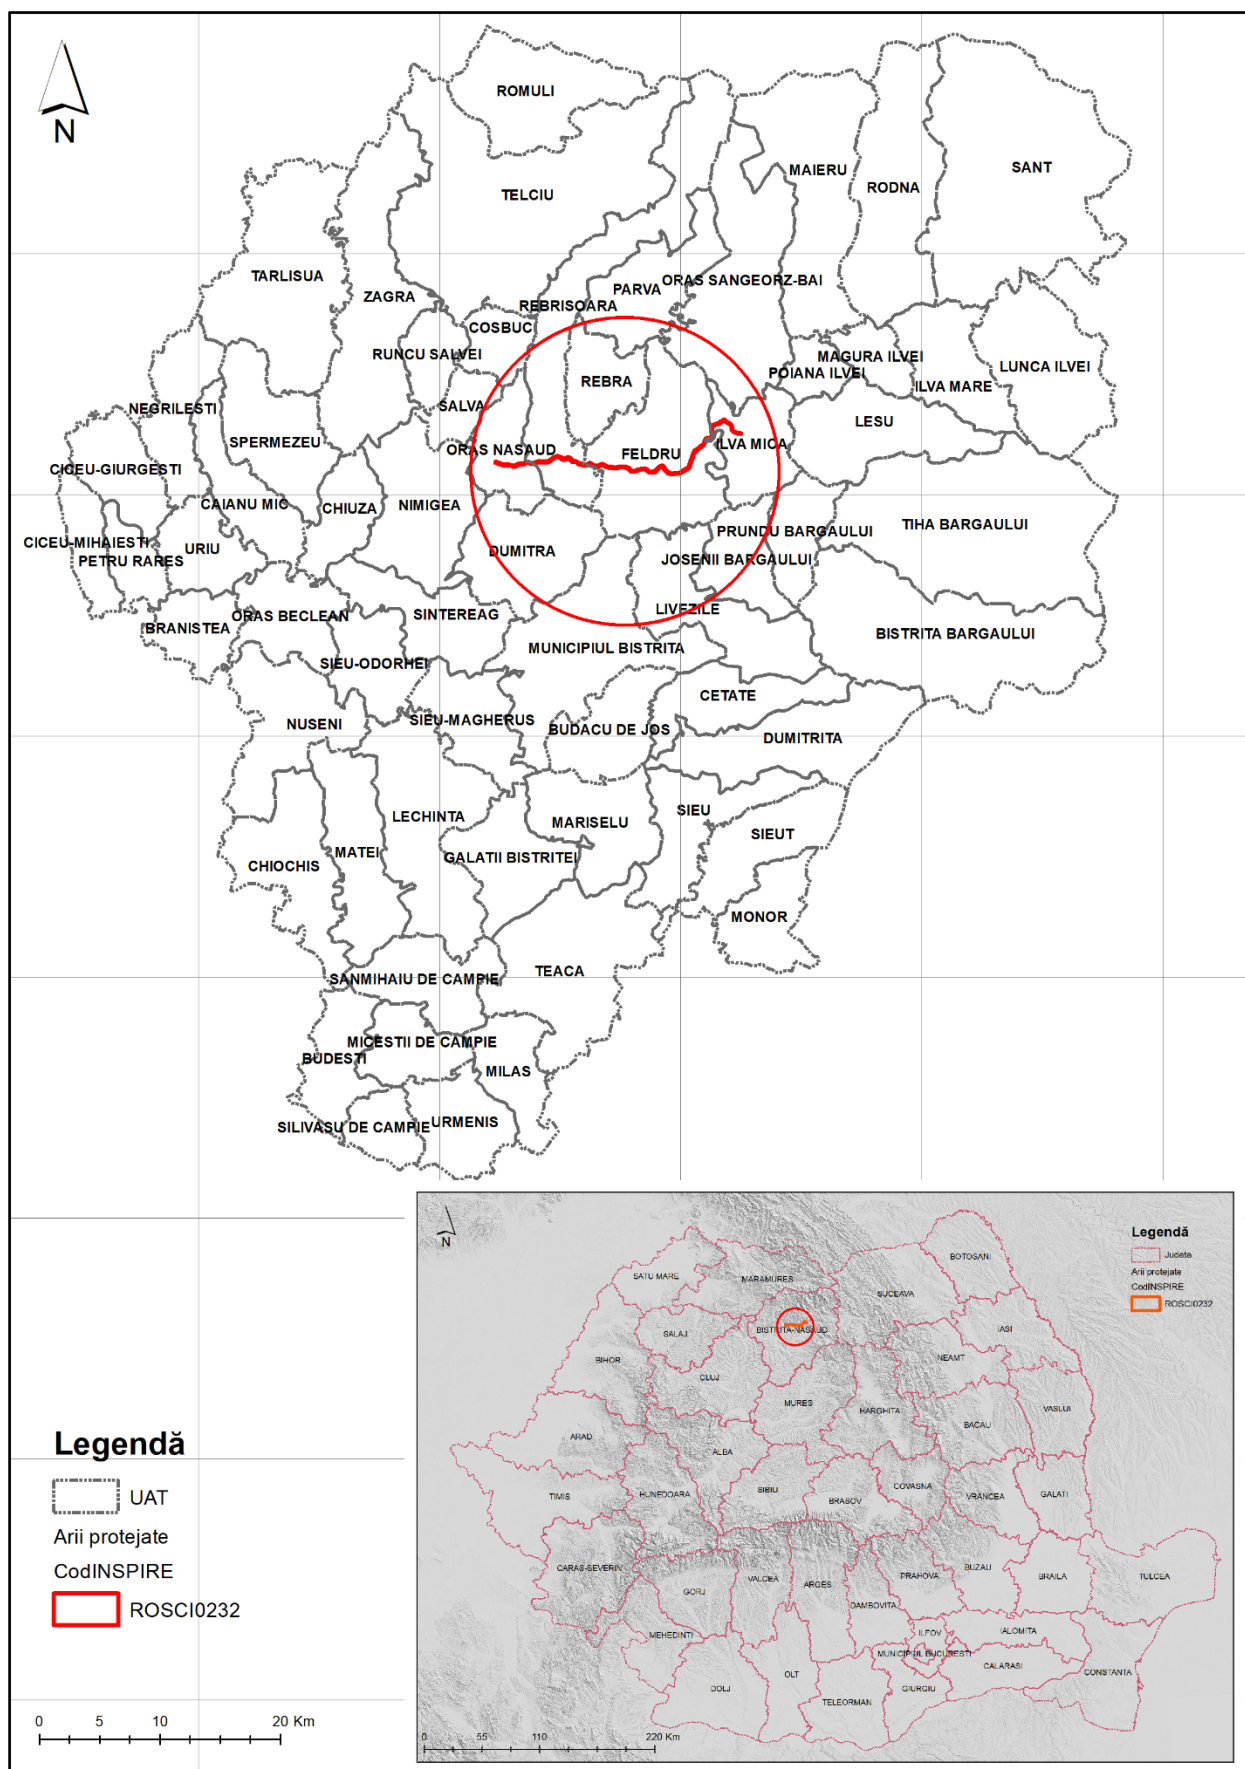 N
ROMULI
MAIERU
RODNA
SANT
TELCIU
TARLISUA
ZAGRA
PARVA
ORAS SANGEORZ-BAI
REBRISOARA
COSBUC
RUNCU SALVEI
MAGURA ILVEI
POIANA ILVEI
ILVA MARE
LUNCA ILVEI
REBRA
SALVA
NEGRILESTI
LESU
SPERMEZEU
ORAS NASAUD
FELDRU
ILVA MICA
CICEU-GIURGESTI
CAIANU MIC
CHIUZA
NIMIGEA
PRUNDU BARGAULUI
TIHA BARGAULUI
CICEU-MIHAIESTI
PETRU RARES
URIU
DUMITRA
JOSENII BARGAULUI
LIVEZILE
BRANISTEA
ORAS BECLEAN
SINTEREAG
BISTRITA BARGAULUI
MUNICIPIUL BISTRITA
SIEU-ODORHEI
CETATE
NUSENI
SIEU-MAGHERUS
BUDACU DE JOS
DUMITRITA
LECHINTA
MARISELU
SIEU
SIEUT
CHIOCHIS
MATEI
GALATII BISTRITEI
MONOR
SANMIHAIU DE CAMPIE
TEACA
MICESTII DE CAMPIE
BUDESTI
MILAS
SILIVASU DE CAMPIE
URMENIS
Legendă
UAT
Arii protejate
CodINSPIRE
ROSCI0232
0 5 10 20 Km
N
Legendă
Judete
Arii protejate
CodINSPIRE
ROSCI0232
BOTOSANI
SATU MARE
MARAMURES
SUCEAVA
SALAJ
BISTRITA-NASAUD
IASI
BIHOR
NEAMT
CLUJ
MURES
HARGHITA
BACAU
VASLUI
ARAD
ALBA
TIMIS
HUNEDOARA
SIBIU
BRASOV
COVASNA
VRANCEA
GALATI
CARAS-SEVERIN
GORJ
VALCEA
ARGES
PRAHOVA
BUZAU
BRAILA
TULCEA
DAMBOVITA
MEHEDINTI
ILFOV
IALOMITA
MUNICIPIUL BUCURESTI
CALARASI
CONSTANTA
DOLJ
OLT
TELEORMAN
GIURGIU
0 55 110 220 Km